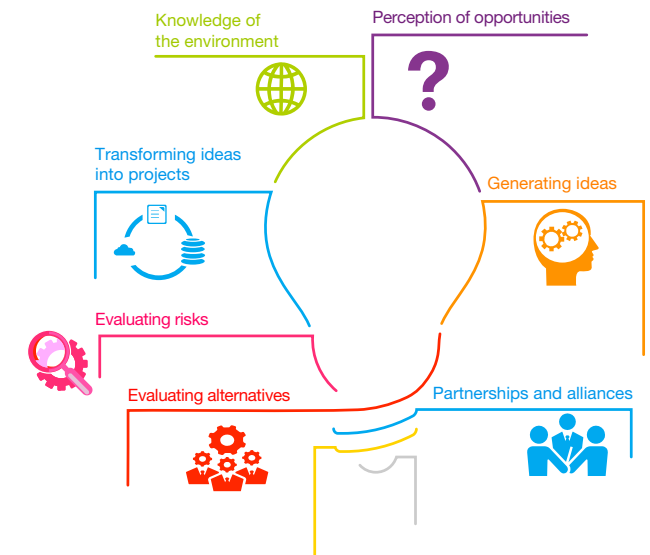 Knowledge of
the environment
Perception of opportunities
Transforming ideas
into projects
Generating ideas
Evaluating risks
Evaluating alternatives
Partnerships and alliances